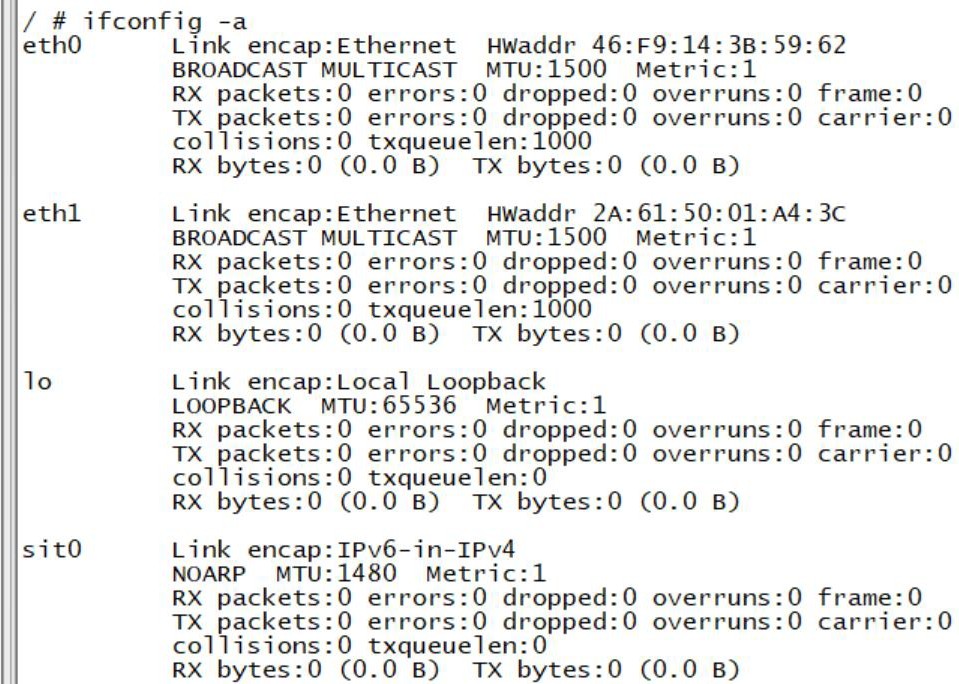 / # ifconfig -a
eth0      Link encap:Ethernet  HWaddr 46:F9:14:3B:59:62
          BROADCAST MULTICAST  MTU:1500  Metric:1
          RX packets:0 errors:0 dropped:0 overruns:0 frame:0
          TX packets:0 errors:0 dropped:0 overruns:0 carrier:0
          collisions:0 txqueuelen:1000
          RX bytes:0 (0.0 B)  TX bytes:0 (0.0 B)

eth1      Link encap:Ethernet  HWaddr 2A:61:50:01:A4:3C
          BROADCAST MULTICAST  MTU:1500  Metric:1
          RX packets:0 errors:0 dropped:0 overruns:0 frame:0
          TX packets:0 errors:0 dropped:0 overruns:0 carrier:0
          collisions:0 txqueuelen:1000
          RX bytes:0 (0.0 B)  TX bytes:0 (0.0 B)

lo        Link encap:Local Loopback
          LOOPBACK  MTU:65536  Metric:1
          RX packets:0 errors:0 dropped:0 overruns:0 frame:0
          TX packets:0 errors:0 dropped:0 overruns:0 carrier:0
          collisions:0 txqueuelen:0
          RX bytes:0 (0.0 B)  TX bytes:0 (0.0 B)

sit0      Link encap:IPv6-in-IPv4
          NOARP  MTU:1480  Metric:1
          RX packets:0 errors:0 dropped:0 overruns:0 frame:0
          TX packets:0 errors:0 dropped:0 overruns:0 carrier:0
          collisions:0 txqueuelen:0
          RX bytes:0 (0.0 B)  TX bytes:0 (0.0 B)